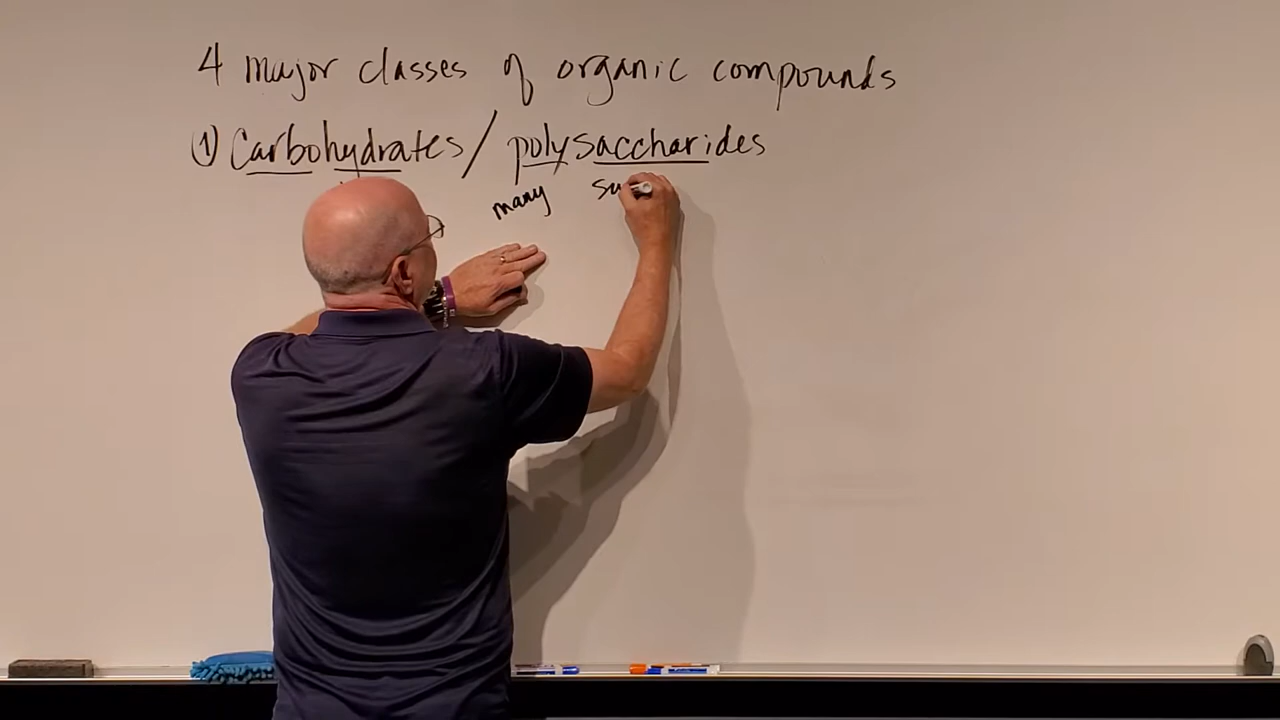 4 major classes of organic compounds
① Carbohydrates / polysaccharides
many su